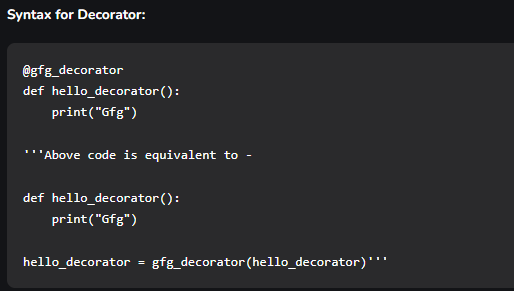 Syntax for Decorator:
@gfg_decorator
def hello_decorator():
    print("Gfg")
'''Above code is equivalent to -
def hello_decorator():
    print("Gfg")
hello_decorator = gfg_decorator(hello_decorator)'''